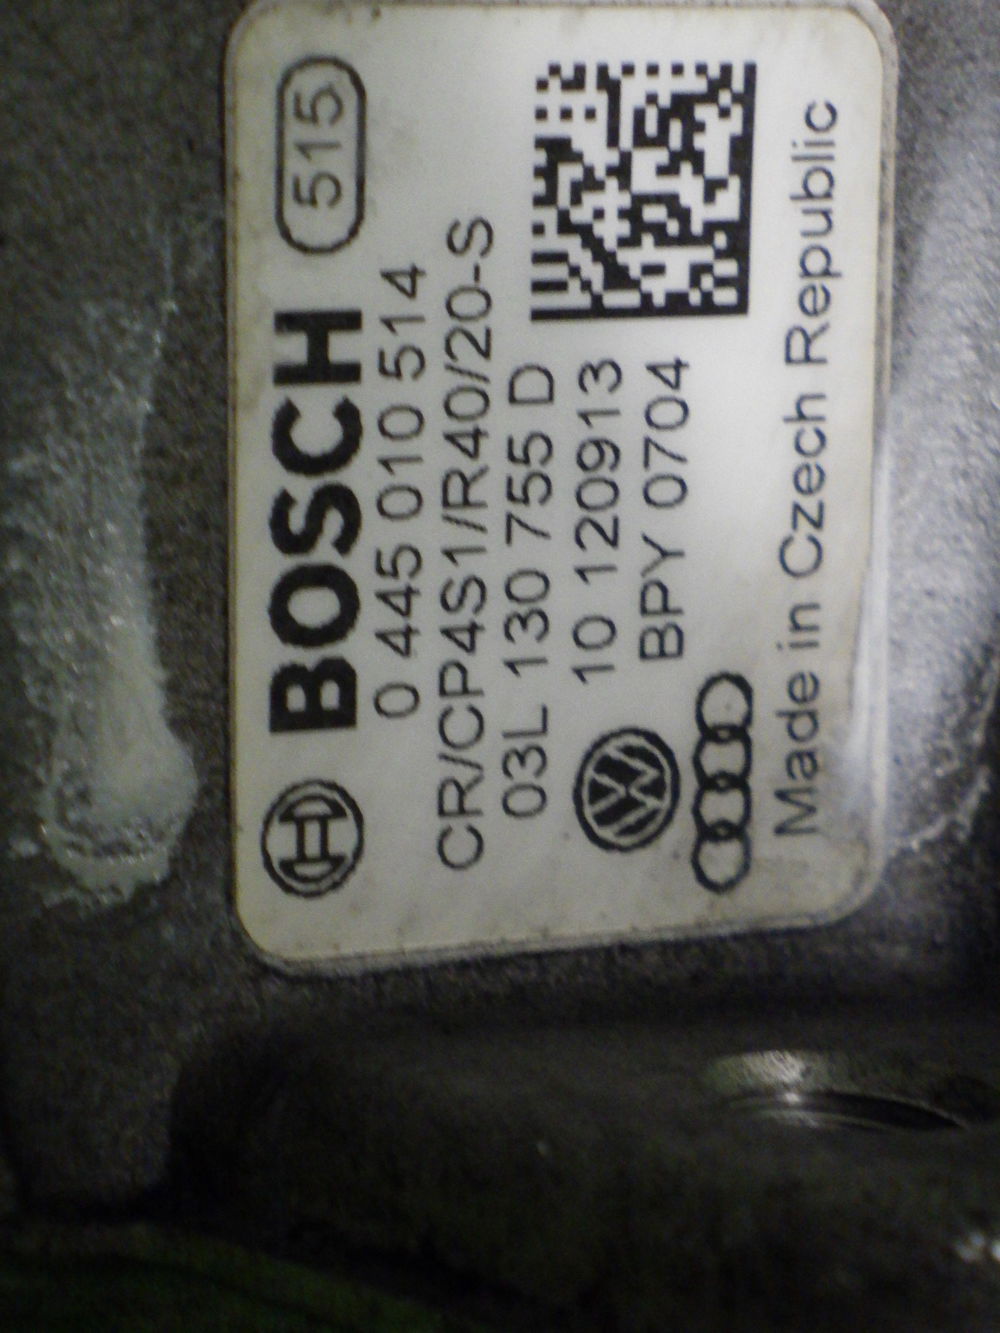 BOSCH 515
0 445 010 514
CR/CP4S1/R40/20-S
03L 130 755 D
10 120913
BPY 0704
Made in Czech Republic